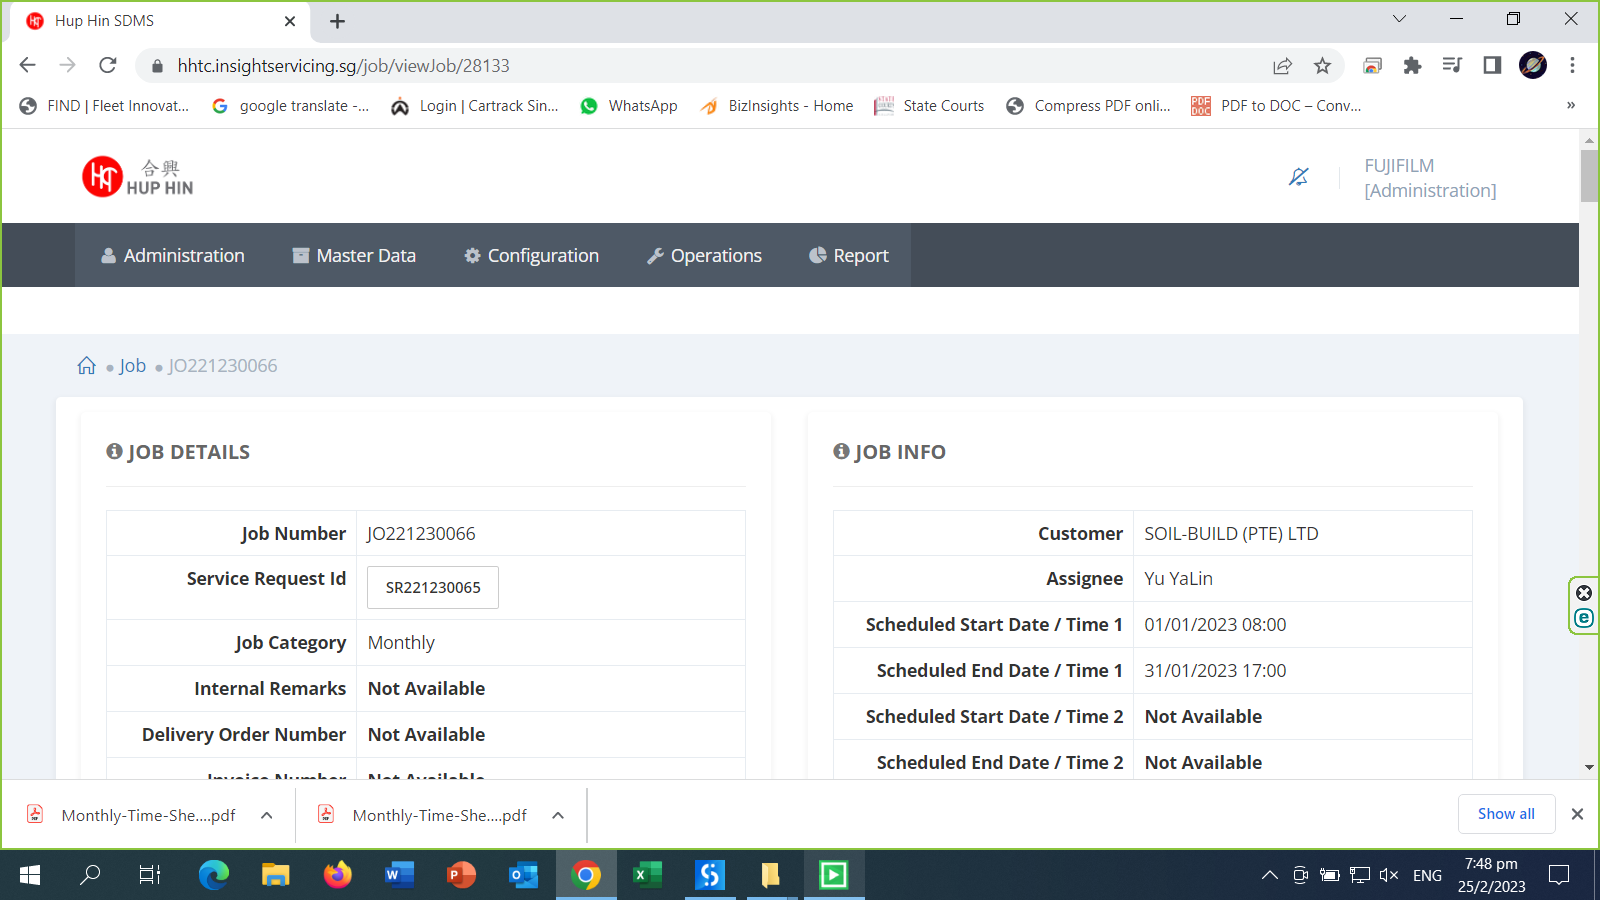 Hup Hin SDMS
hhtc.insightservicing.sg/job/viewJob/28133
FIND | Fleet Innovat...
google translate -...
Login | Cartrack Sin...
WhatsApp
BizInsights - Home
State Courts
Compress PDF onli...
PDF to DOC – Conv...
»
合興
HUP HIN
FUJIFILM
[Administration]
Administration
Master Data
Configuration
Operations
Report
Job
JO221230066
JOB DETAILS
Job Number JO221230066
Service Request Id SR221230065
Job Category Monthly
Internal Remarks Not Available
Delivery Order Number Not Available
Invoice Number Not Available
JOB INFO
Customer SOIL-BUILD (PTE) LTD
Assignee Yu YaLin
Scheduled Start Date / Time 1 01/01/2023 08:00
Scheduled End Date / Time 1 31/01/2023 17:00
Scheduled Start Date / Time 2 Not Available
Scheduled End Date / Time 2 Not Available
Monthly-Time-She....pdf
Monthly-Time-She....pdf
Show all
ENG
7:48 pm
25/2/2023